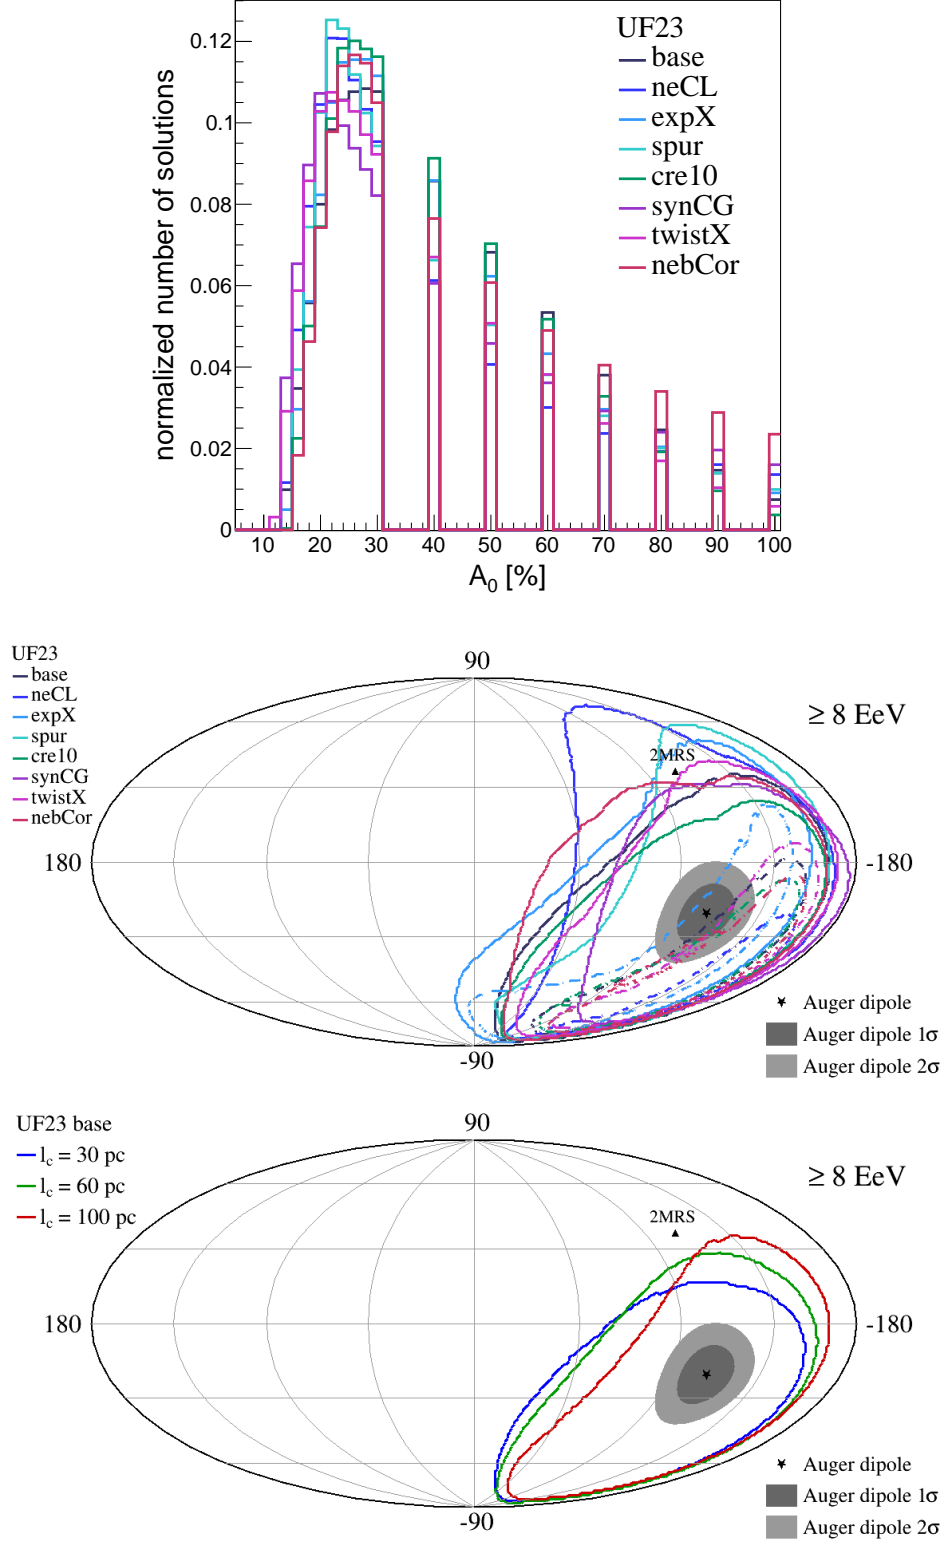 UF23
base
neCL
expX
spur
cre10
synCG
twistX
nebCor
normalized number of solutions
0.12
0.1
0.08
0.06
0.04
0.02
0
10 20 30 40 50 60 70 80 90 100
A₀ [%]
UF23
base
neCL
expX
spur
cre10
synCG
twistX
nebCor
90
≥ 8 EeV
2MRS
180
-180
-90
Auger dipole
Auger dipole 1σ
Auger dipole 2σ
UF23 base
l_c = 30 pc
l_c = 60 pc
l_c = 100 pc
90
≥ 8 EeV
2MRS
180
-180
-90
Auger dipole
Auger dipole 1σ
Auger dipole 2σ